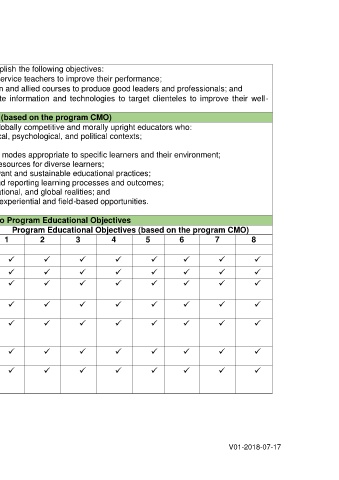 plish the following objectives:
ervice teachers to improve their performance;
n and allied courses to produce good leaders and professionals; and
te information and technologies to target clienteles to improve their well-
(based on the program CMO)
lobally competitive and morally upright educators who:
cal, psychological, and political contexts;
modes appropriate to specific learners and their environment;
esources for diverse learners;
vant and sustainable educational practices;
nd reporting learning processes and outcomes;
ational, and global realities; and
experiential and field-based opportunities.
o Program Educational Objectives
Program Educational Objectives (based on the program CMO)
1 2 3 4 5 6 7 8
✓ ✓ ✓ ✓ ✓ ✓ ✓ ✓
✓ ✓ ✓ ✓ ✓ ✓ ✓ ✓
✓ ✓ ✓ ✓ ✓ ✓ ✓ ✓
✓ ✓ ✓ ✓ ✓ ✓ ✓ ✓
✓ ✓ ✓ ✓ ✓ ✓ ✓ ✓
✓ ✓ ✓ ✓ ✓ ✓ ✓ ✓
✓ ✓ ✓ ✓ ✓ ✓ ✓ ✓
V01-2018-07-17